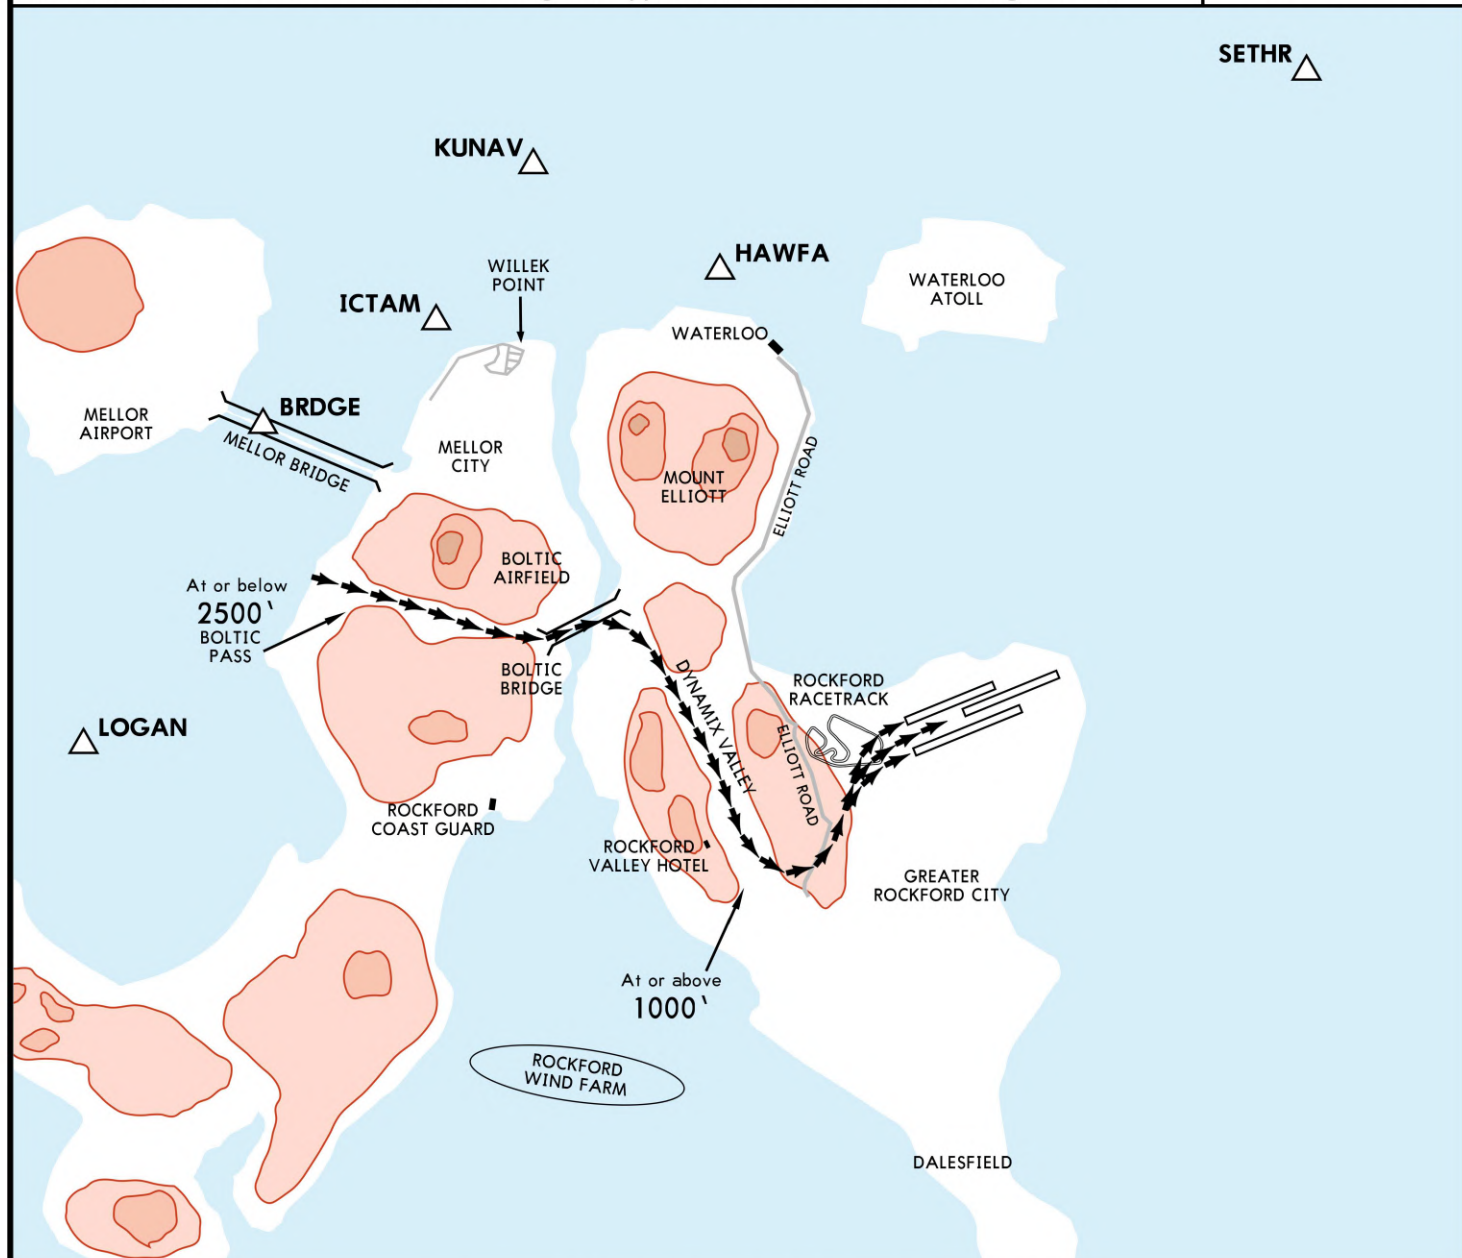 SETHR
KUNAV
HAWFA
WILLEK
POINT
WATERLOO
ATOLL
ICTAM
WATERLOO
BRDGE
MELLOR
AIRPORT
MELLOR BRIDGE
MELLOR
CITY
MOUNT
ELLIOTT
ELLIOTT ROAD
BOLTIC
AIRFIELD
At or below
2500'
BOLTIC
PASS
BOLTIC
BRIDGE
DYNAMIX VALLEY
ROCKFORD
RACETRACK
LOGAN
ELLIOTT ROAD
ROCKFORD
COAST GUARD
ROCKFORD
VALLEY HOTEL
GREATER
ROCKFORD CITY
At or above
1000'
ROCKFORD
WIND FARM
DALESFIELD